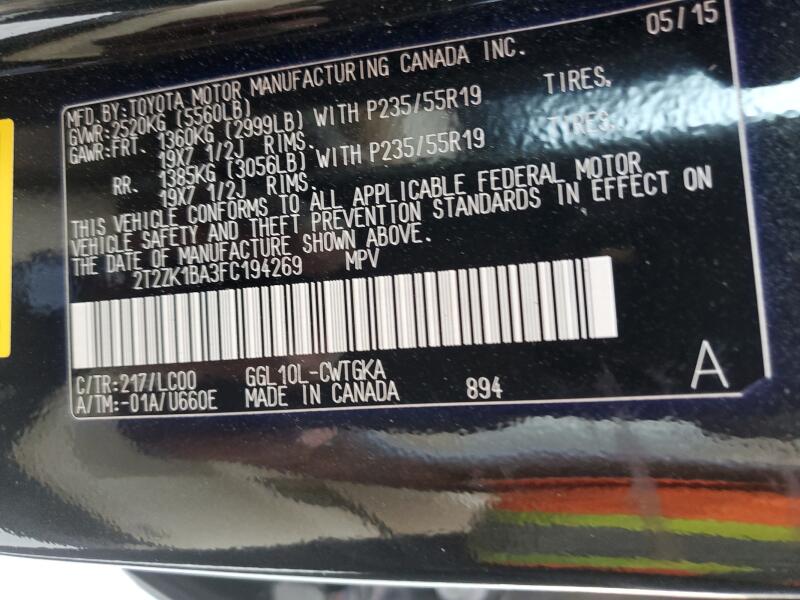 05/15
MFD. BY: TOYOTA MOTOR MANUFACTURING CANADA INC.
GVWR: 2520KG (5560LB)
GAWR: FRT. 1360KG (2999LB) WITH P235/55R19 TIRES,
19X7 1/2J RIMS.
RR. 1385KG (3056LB) WITH P235/55R19 TIRES,
19X7 1/2J RIMS.
THIS VEHICLE CONFORMS TO ALL APPLICABLE FEDERAL MOTOR
VEHICLE SAFETY AND THEFT PREVENTION STANDARDS IN EFFECT ON
THE DATE OF MANUFACTURE SHOWN ABOVE.
2T2ZK1BA3FC194269 MPV
C/TR: 217/LC00 GGL10L-CWTGKA
A/TM: -01A/U660E MADE IN CANADA 894 A